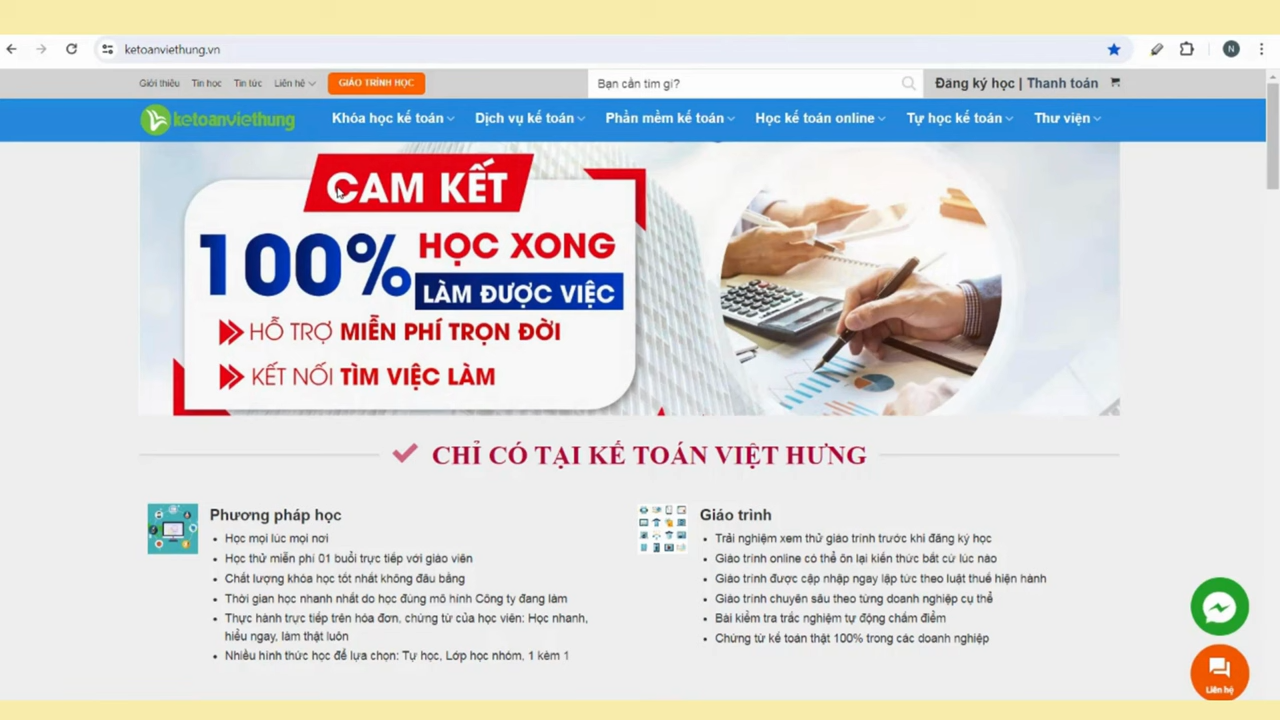 ketoanviethung.vn
N
Giới thiệu Tin học Tin tức Liên hệ GIÁO TRÌNH HỌC Bạn cần tìm gì? Đăng ký học | Thanh toán
ketoanviethung Khóa học kế toán Dịch vụ kế toán Phần mềm kế toán Học kế toán online Tự học kế toán Thư viện
CAM KẾT
100% HỌC XONG
LÀM ĐƯỢC VIỆC
HỖ TRỢ MIỄN PHÍ TRỌN ĐỜI
KẾT NỐI TÌM VIỆC LÀM
CHỈ CÓ TẠI KẾ TOÁN VIỆT HƯNG
Phương pháp học
• Học mọi lúc mọi nơi
• Học thử miễn phí 01 buổi trực tiếp với giáo viên
• Chất lượng khóa học tốt nhất không đâu bằng
• Thời gian học nhanh nhất do học đúng mô hình Công ty đang làm
• Thực hành trực tiếp trên hóa đơn, chứng từ của học viên: Học nhanh,
hiểu ngay, làm thật luôn
• Nhiều hình thức học để lựa chọn: Tự học, Lớp học nhóm, 1 kèm 1
Giáo trình
• Trải nghiệm xem thử giáo trình trước khi đăng ký học
• Giáo trình online có thể ôn lại kiến thức bất cứ lúc nào
• Giáo trình được cập nhập ngay lập tức theo luật thuế hiện hành
• Giáo trình chuyên sâu theo từng doanh nghiệp cụ thể
• Bài kiểm tra trắc nghiệm tự động chấm điểm
• Chứng từ kế toán thật 100% trong các doanh nghiệp
Liên hệ